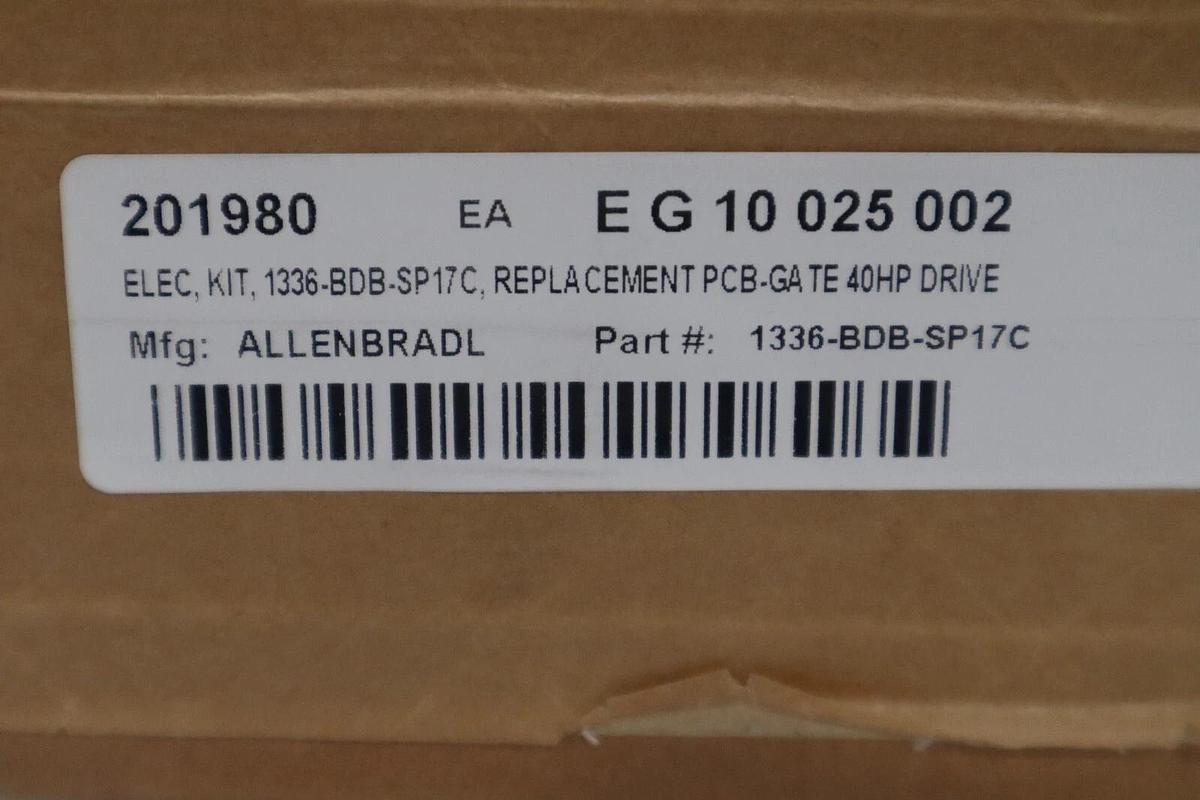 201980 EA E G 10 025 002
ELEC, KIT, 1336-BDB-SP17C, REPLACEMENT PCB-GATE 40HP DRIVE
Mfg: ALLENBRADL Part #: 1336-BDB-SP17C